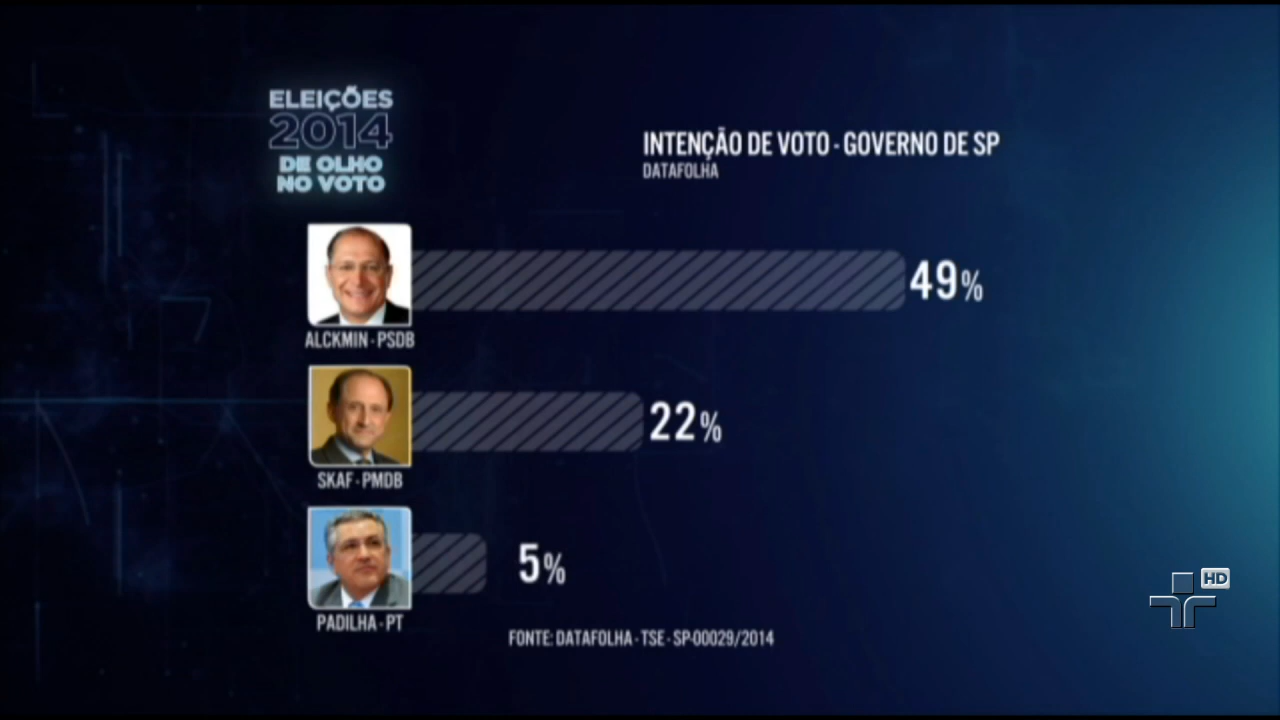 ELEIÇÕES
2014
DE OLHO
NO VOTO
INTENÇÃO DE VOTO - GOVERNO DE SP
DATAFOLHA
49%
ALCKMIN - PSDB
22%
SKAF - PMDB
5%
PADILHA - PT
FONTE: DATAFOLHA - TSE - SP-00029/2014
HD